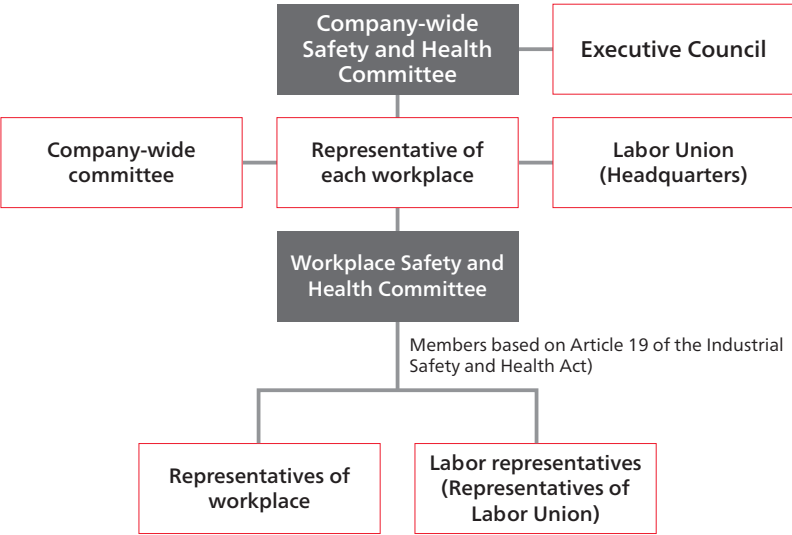 Company-wide
Safety and Health
Committee
Executive Council
Company-wide
committee
Representative of
each workplace
Labor Union
(Headquarters)
Workplace Safety and
Health Committee
Members based on Article 19 of the Industrial
Safety and Health Act)
Representatives of
workplace
Labor representatives
(Representatives of
Labor Union)